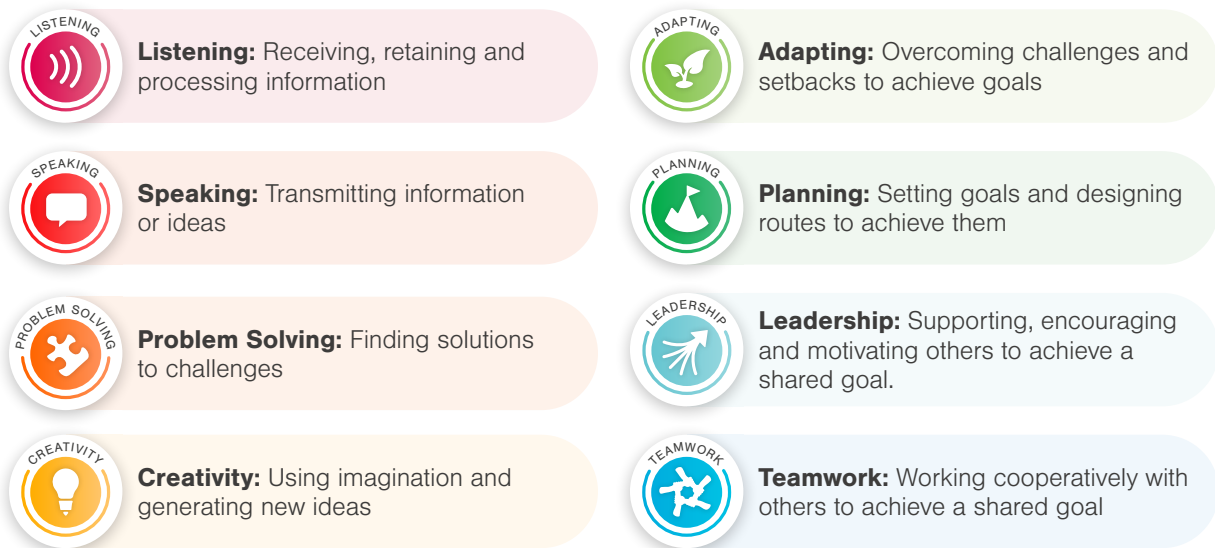 LISTENING
Listening: Receiving, retaining and
processing information
SPEAKING
Speaking: Transmitting information
or ideas
PROBLEM SOLVING
Problem Solving: Finding solutions
to challenges
CREATIVITY
Creativity: Using imagination and
generating new ideas
ADAPTING
Adapting: Overcoming challenges and
setbacks to achieve goals
PLANNING
Planning: Setting goals and designing
routes to achieve them
LEADERSHIP
Leadership: Supporting, encouraging
and motivating others to achieve a
shared goal.
TEAMWORK
Teamwork: Working cooperatively with
others to achieve a shared goal